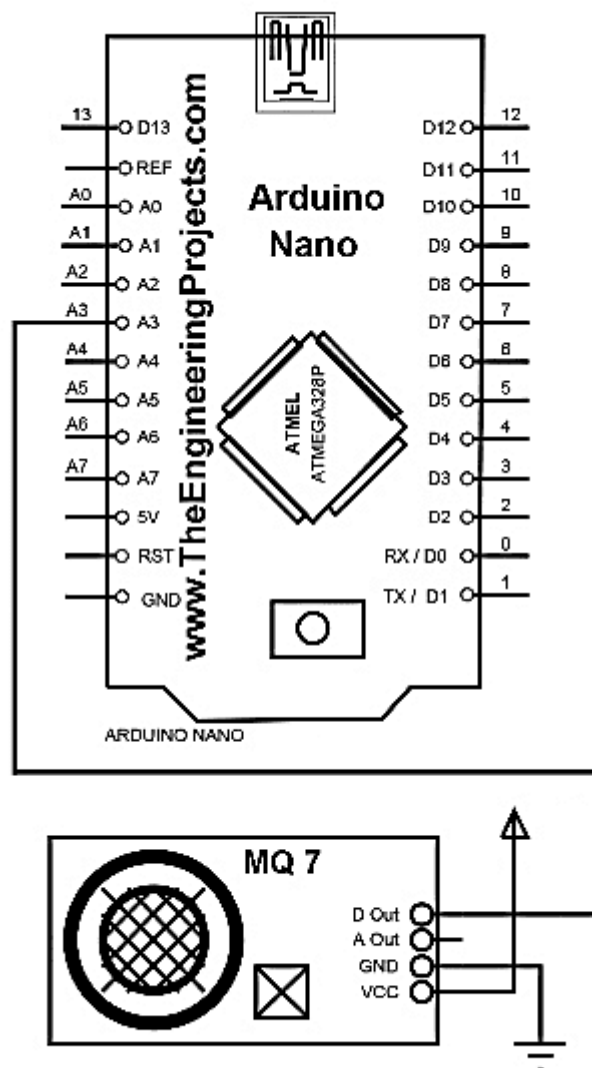 13
D13
REF
A0
A0
A1
A1
A2
A2
A3
A3
A4
A4
A5
A5
A6
A6
A7
A7
5V
RST
GND
www.TheEngineeringProjects.com
Arduino
Nano
ATMEL
ATMEGA328P
D12
12
D11
11
D10
10
D9
9
D8
8
D7
7
D6
6
D5
5
D4
4
D3
3
D2
2
RX / D0
0
TX / D1
1
ARDUINO NANO
MQ 7
D Out
A Out
GND
VCC